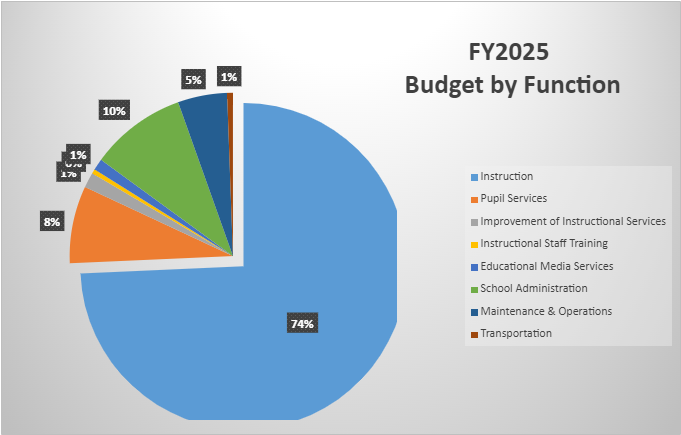 FY2025
Budget by Function
1%
5%
10%
1%
1%
8%
74%
Instruction
Pupil Services
Improvement of Instructional Services
Instructional Staff Training
Educational Media Services
School Administration
Maintenance & Operations
Transportation